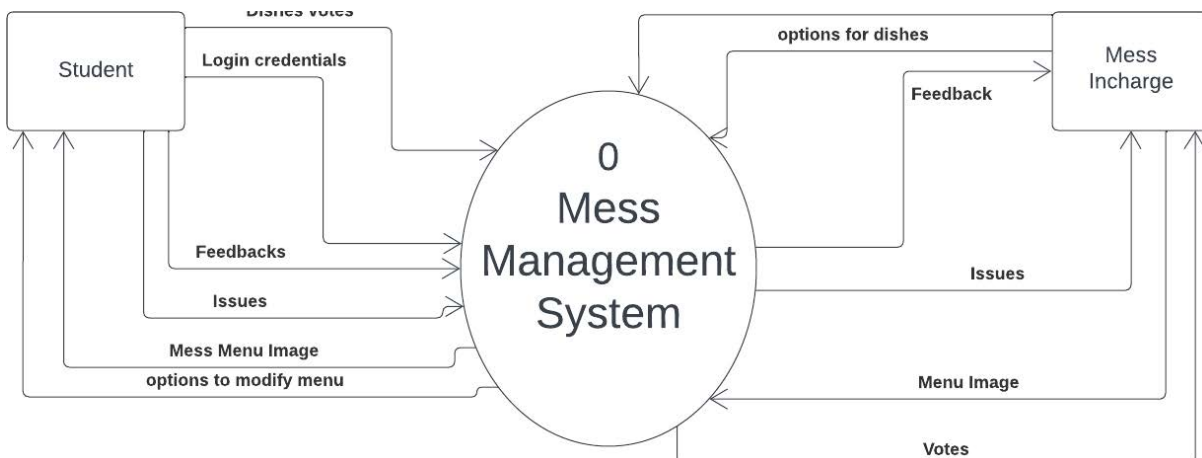 Dishes votes
Student
Login credentials
options for dishes
Mess
Incharge
Feedback
0
Mess
Management
System
Feedbacks
Issues
Issues
Mess Menu Image
options to modify menu
Menu Image
Votes